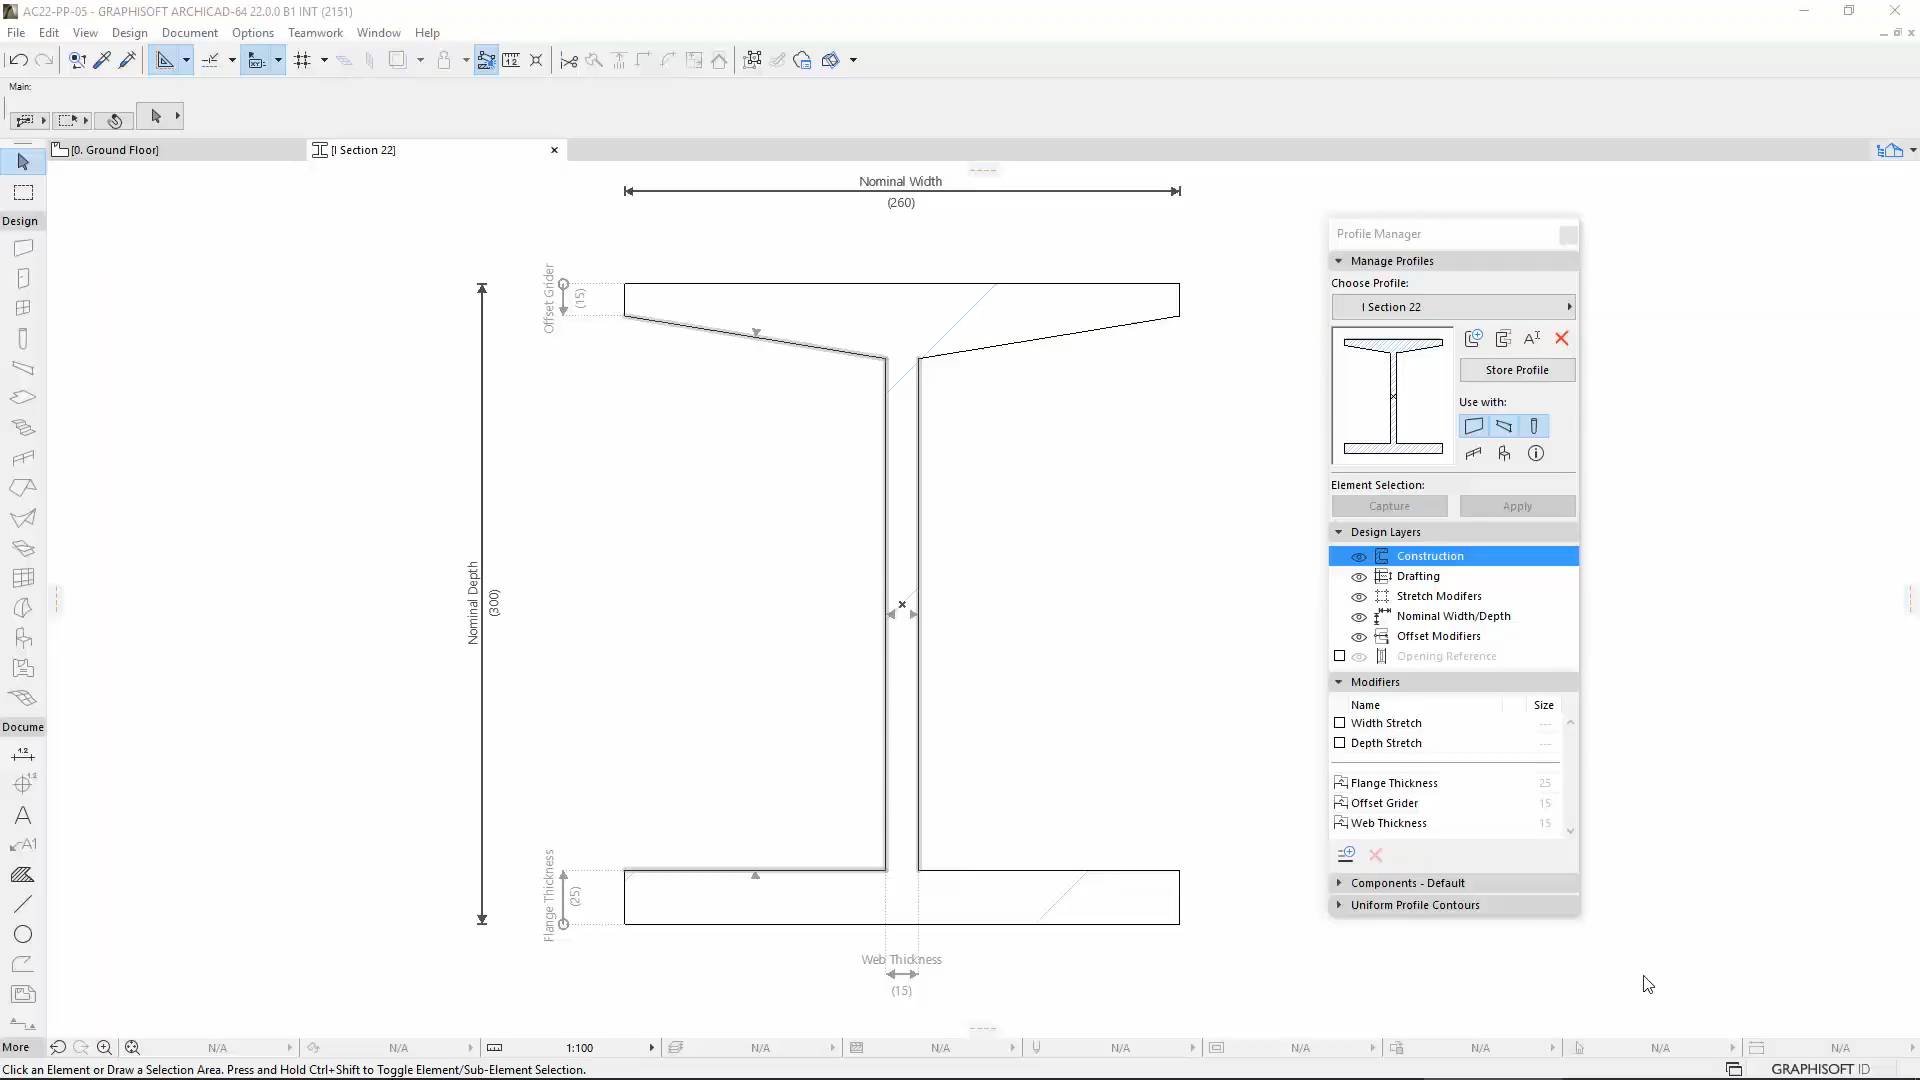 AC22-PP-05 - GRAPHISOFT ARCHICAD-64 22.0.0 B1 INT (2151)
File Edit View Design Document Options Teamwork Window Help
Main:
[0. Ground Floor]
[I Section 22]
Nominal Width
(260)
Offset Grider
(15)
Nominal Depth
(300)
Flange Thickness
(25)
Web Thickness
(15)
Design
Docume
1.2
1.2
A
A1
More
Profile Manager
Manage Profiles
Choose Profile:
I Section 22
Store Profile
Use with:
Element Selection:
Capture Apply
Design Layers
Construction
Drafting
Stretch Modifers
Nominal Width/Depth
Offset Modifiers
Opening Reference
Modifiers
Name Size
Width Stretch ---
Depth Stretch ---
Flange Thickness 25
Offset Grider 15
Web Thickness 15
Components - Default
Uniform Profile Contours
N/A N/A 1:100 N/A N/A N/A N/A N/A N/A N/A
Click an Element or Draw a Selection Area. Press and Hold Ctrl+Shift to Toggle Element/Sub-Element Selection.
GRAPHISOFT ID